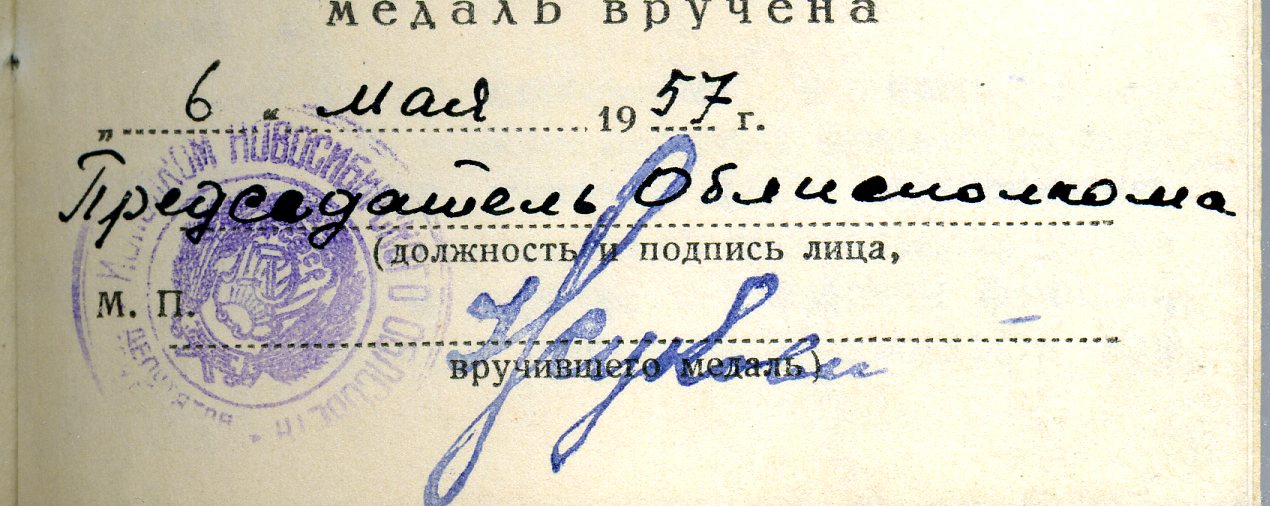 медаль вручена
„ 6 “ мая 1957 г.
Председатель Облисполкома
(должность и подпись лица,
М. П.
вручившего медаль)